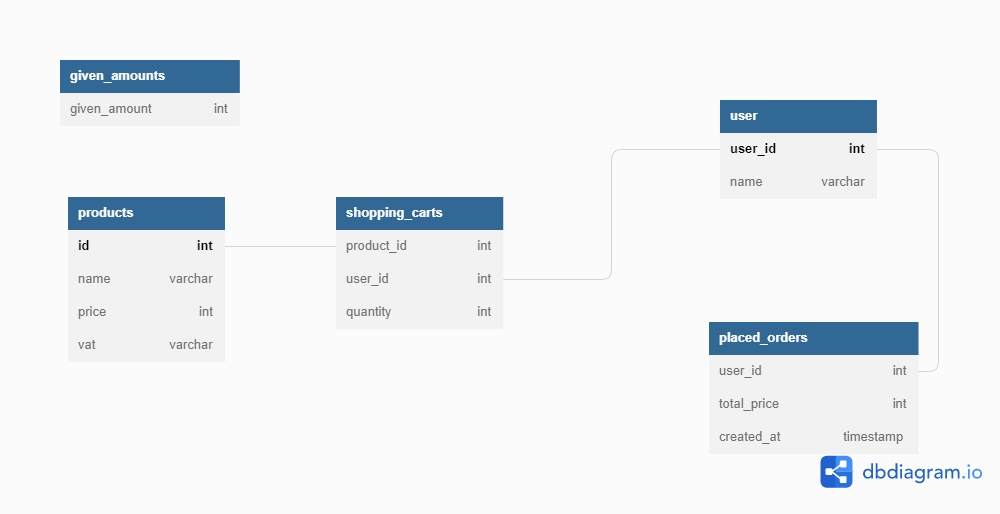 given_amounts
given_amount int
user
user_id int
name varchar
products
id int
name varchar
price int
vat varchar
shopping_carts
product_id int
user_id int
quantity int
placed_orders
user_id int
total_price int
created_at timestamp
dbdiagram.io